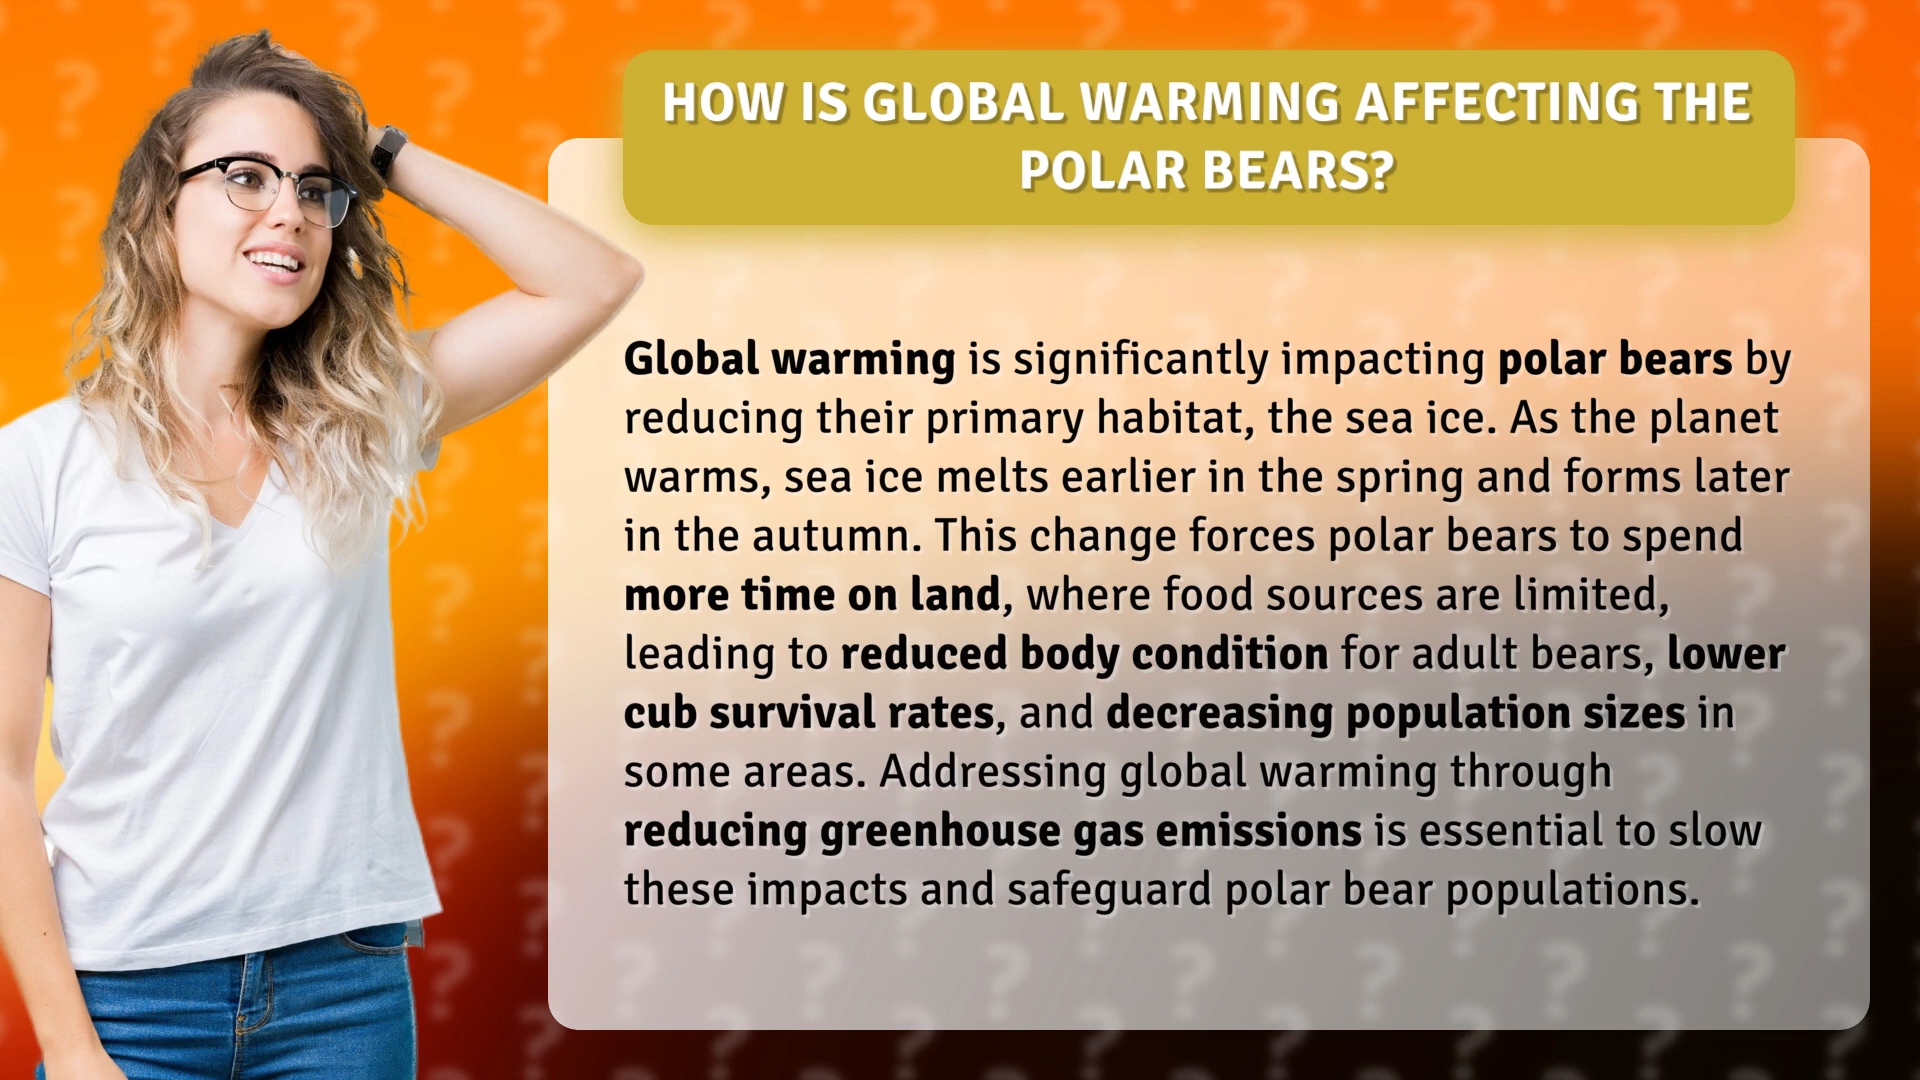 HOW IS GLOBAL WARMING AFFECTING THE
POLAR BEARS?
Global warming is significantly impacting polar bears by
reducing their primary habitat, the sea ice. As the planet
warms, sea ice melts earlier in the spring and forms later
in the autumn. This change forces polar bears to spend
more time on land, where food sources are limited,
leading to reduced body condition for adult bears, lower
cub survival rates, and decreasing population sizes in
some areas. Addressing global warming through
reducing greenhouse gas emissions is essential to slow
these impacts and safeguard polar bear populations.